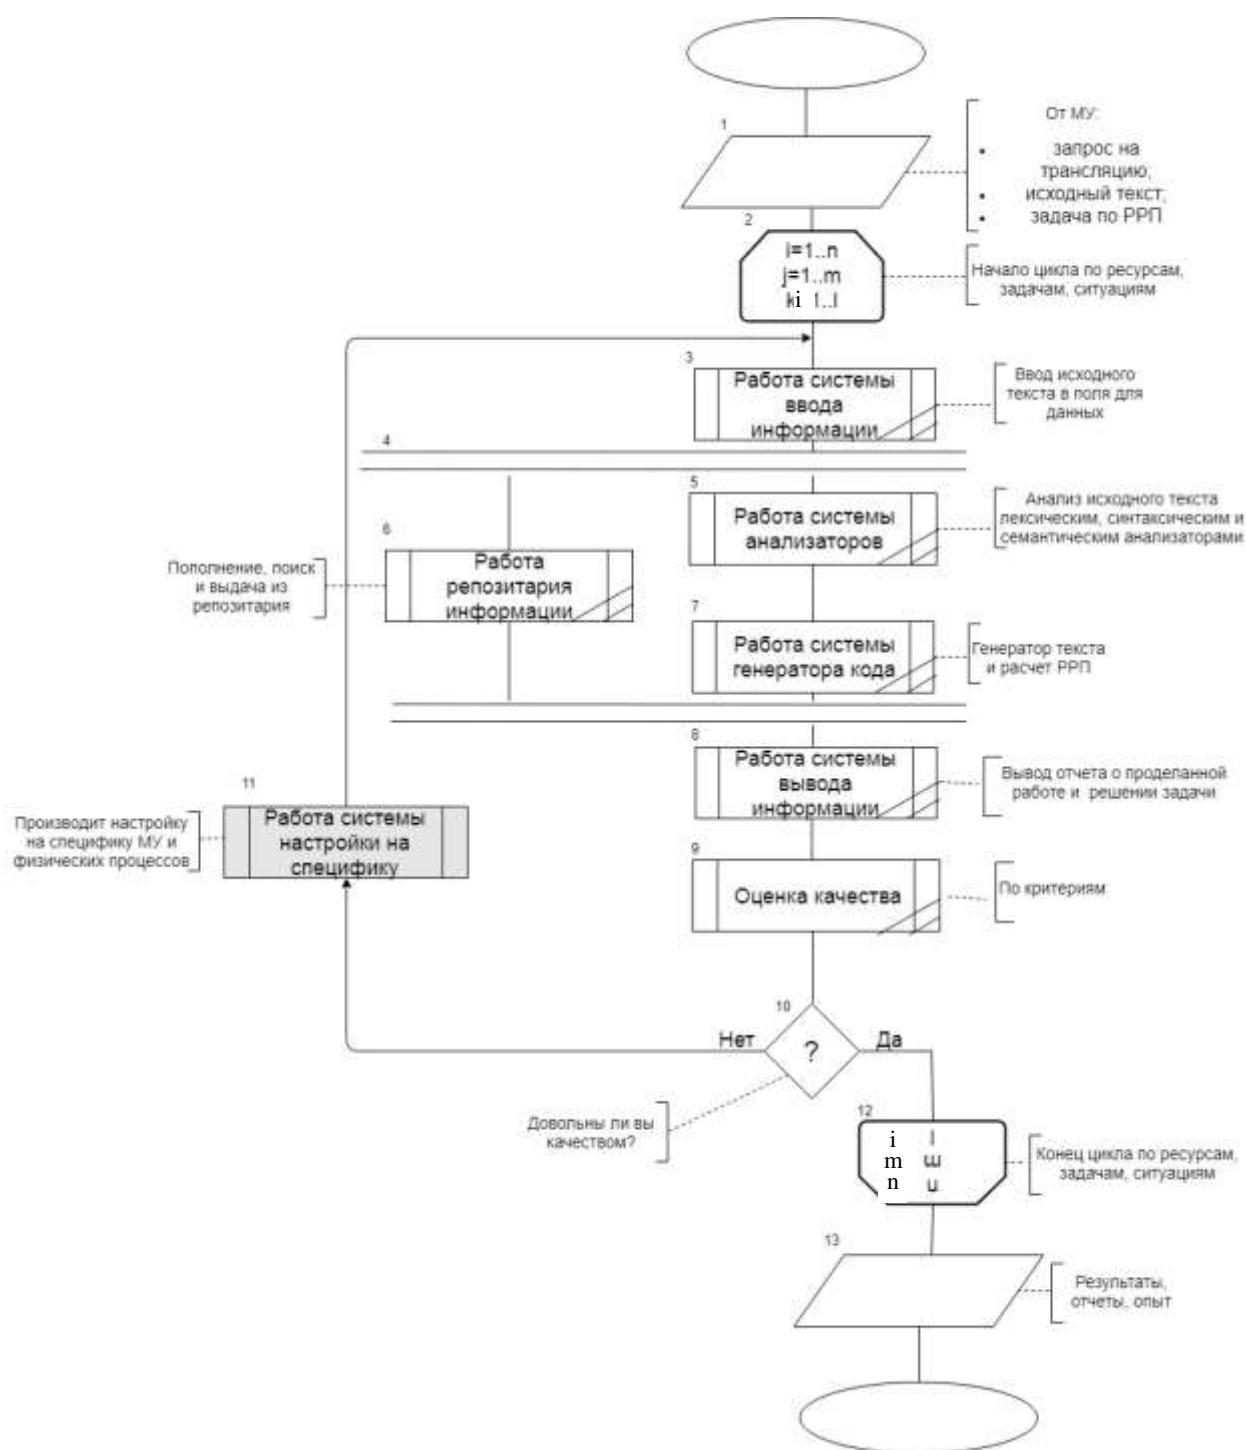 1
От МУ:
• запрос на
трансляцию;
• исходный текст;
• задача по РРП
2
i=1..n
j=1..m
Начало цикла по ресурсам,
задачам, ситуациям
3
Работа системы
ввода
информации
Ввод исходного
текста в поля для
данных
4
5
Работа системы
анализаторов
Анализ исходного текста
лексическим, синтаксическим и
семантическим анализаторами
6
Работа
репозитария
информации
Пополнение, поиск
и выдача из
репозитария
7
Работа системы
генератора кода
Генератор текста
и расчет РРП
8
Работа системы
вывода
информации
Вывод отчета о проделанной
работе и решении задачи
11
Работа системы
настройки на
специфику
Производит настройку
на специфику МУ и
физических процессов
9
Оценка качества
По критериям
10
Нет
?
Да
Довольны ли вы
качеством?
12
i
m
n
Конец цикла по ресурсам,
задачам, ситуациям
13
Результаты,
отчеты, опыт